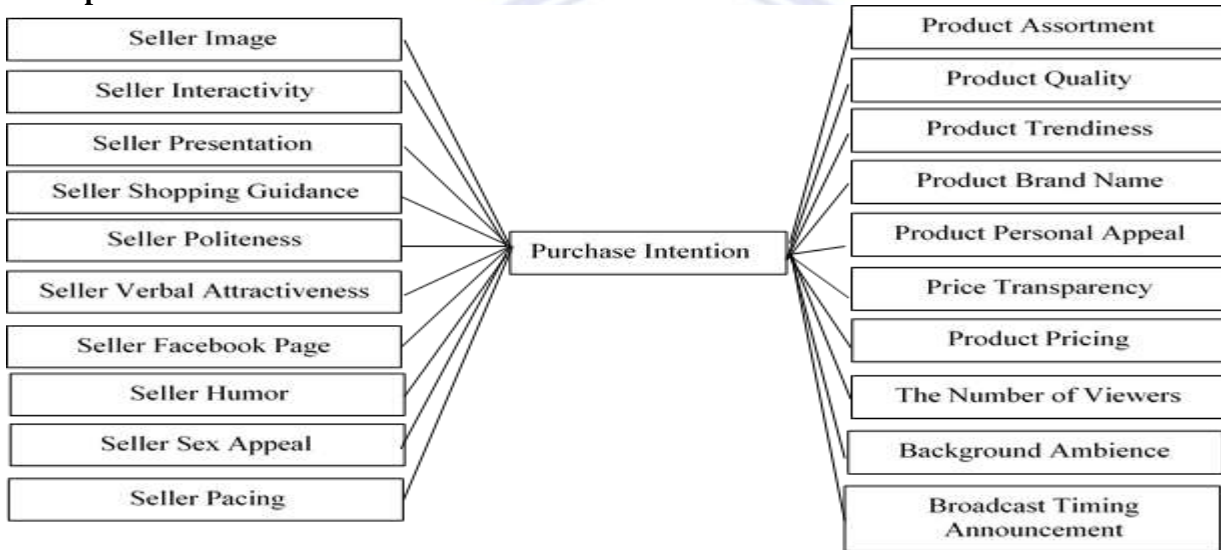 Seller Image
Seller Interactivity
Seller Presentation
Seller Shopping Guidance
Seller Politeness
Seller Verbal Attractiveness
Seller Facebook Page
Seller Humor
Seller Sex Appeal
Seller Pacing
Purchase Intention
Product Assortment
Product Quality
Product Trendiness
Product Brand Name
Product Personal Appeal
Price Transparency
Product Pricing
The Number of Viewers
Background Ambience
Broadcast Timing
Announcement